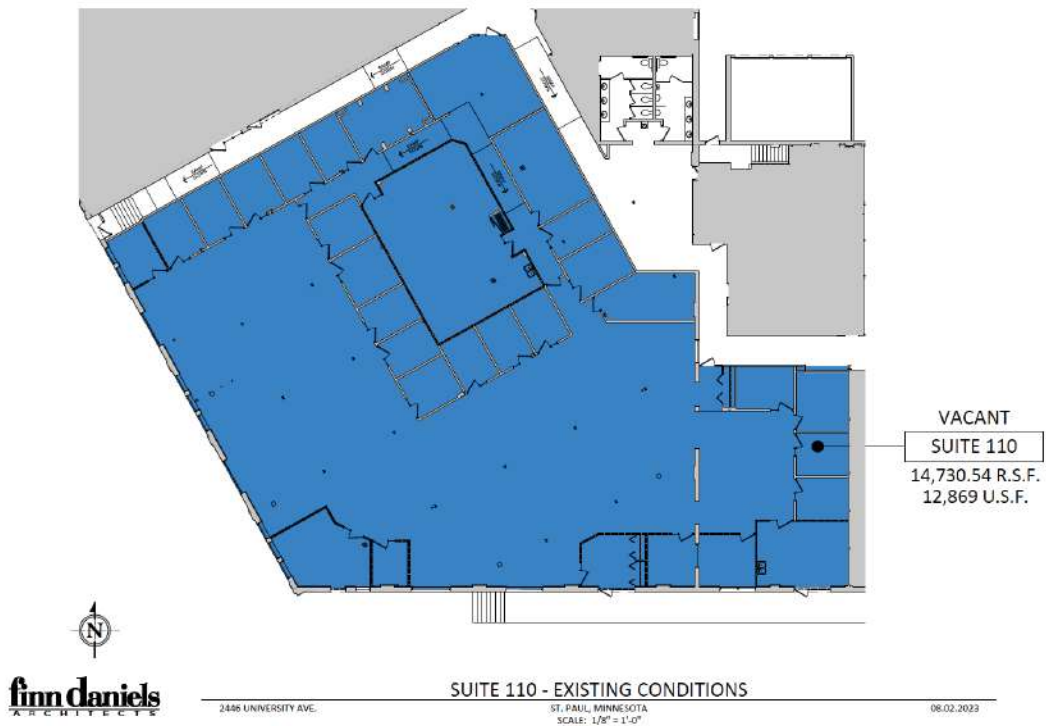 VACANT
SUITE 110
14,730.54 R.S.F.
12,869 U.S.F.
N
finn daniels
ARCHITECTS
SUITE 110 - EXISTING CONDITIONS
2446 UNIVERSITY AVE.
ST. PAUL, MINNESOTA
08.02.2023
SCALE: 1/8" = 1'-0"